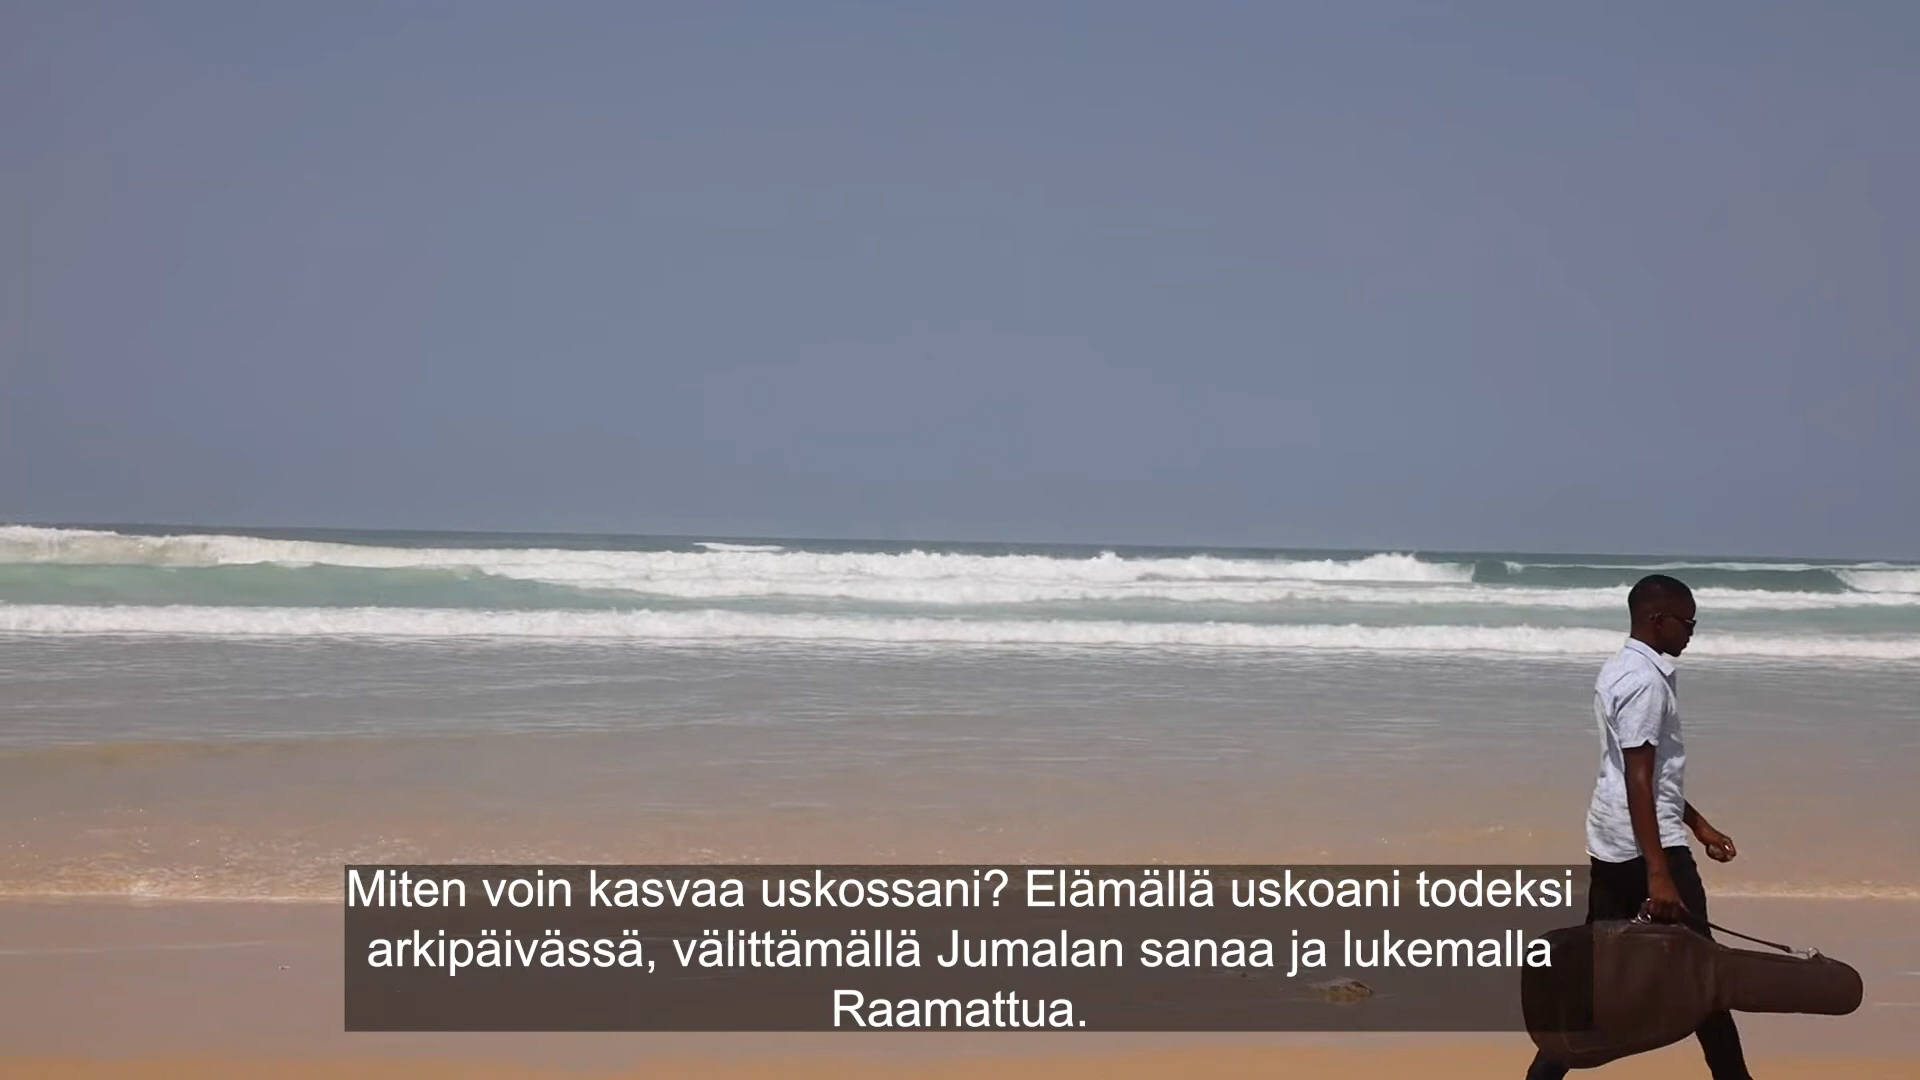 Miten voin kasvaa uskossani? Elämällä uskoani todeksi
arkipäivässä, välittämällä Jumalan sanaa ja lukemalla
Raamattua.